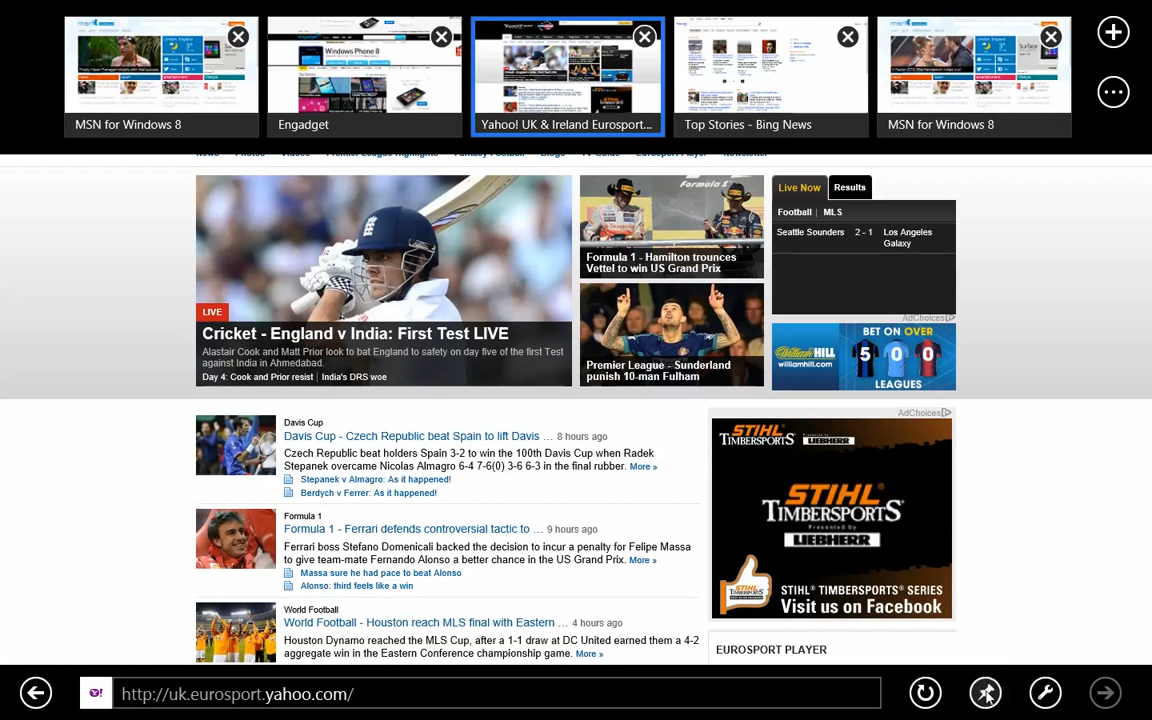 MSN for Windows 8
Engadget
Yahoo! UK & Ireland Eurosport...
Top Stories - Bing News
MSN for Windows 8
Live Now
Results
Football | MLS
Seattle Sounders 2 - 1 Los Angeles
Galaxy
Formula 1 - Hamilton trounces
Vettel to win US Grand Prix
LIVE
Cricket - England v India: First Test LIVE
Alastair Cook and Matt Prior look to bat England to safety on day five of the first Test
against India in Ahmedabad.
Day 4: Cook and Prior resist | India's DRS woe
Premier League - Sunderland
punish 10-man Fulham
AdChoices
William HILL
williamhill.com
BET ON OVER
5 0 0
LEAGUES
Davis Cup
Davis Cup - Czech Republic beat Spain to lift Davis ... 8 hours ago
Czech Republic beat holders Spain 3-2 to win the 100th Davis Cup when Radek
Stepanek overcame Nicolas Almagro 6-4 7-6(0) 3-6 6-3 in the final rubber. More »
Stepanek v Almagro: As it happened!
Berdych v Ferrer: As it happened!
Formula 1
Formula 1 - Ferrari defends controversial tactic to ... 9 hours ago
Ferrari boss Stefano Domenicali backed the decision to incur a penalty for Felipe Massa
to give team-mate Fernando Alonso a better chance in the US Grand Prix. More »
Massa sure he had pace to beat Alonso
Alonso: third feels like a win
World Football
World Football - Houston reach MLS final with Eastern ... 4 hours ago
Houston Dynamo reached the MLS Cup, after a 1-1 draw at DC United earned them a 4-2
aggregate win in the Eastern Conference championship game. More »
AdChoices
STIHL
TIMBERSPORTS
Presented by
LIEBHERR
STIHL
TIMBERSPORTS®
Presented by
LIEBHERR
STIHL® TIMBERSPORTS® SERIES
Visit us on Facebook
EUROSPORT PLAYER
http://uk.eurosport.yahoo.com/